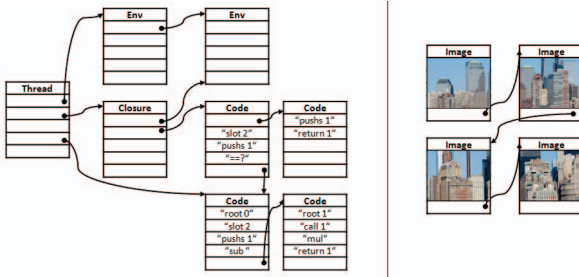 Env
Env
Thread
Closure
Code
"slot 2"
"pushs 1"
"==?"
Code
"pushs 1"
"return 1"
Code
"root 0"
"slot 2
"pushs 1"
"sub"
Code
"root 1"
"call 1"
"mul"
"return 1"
Image
Image
Image
Image